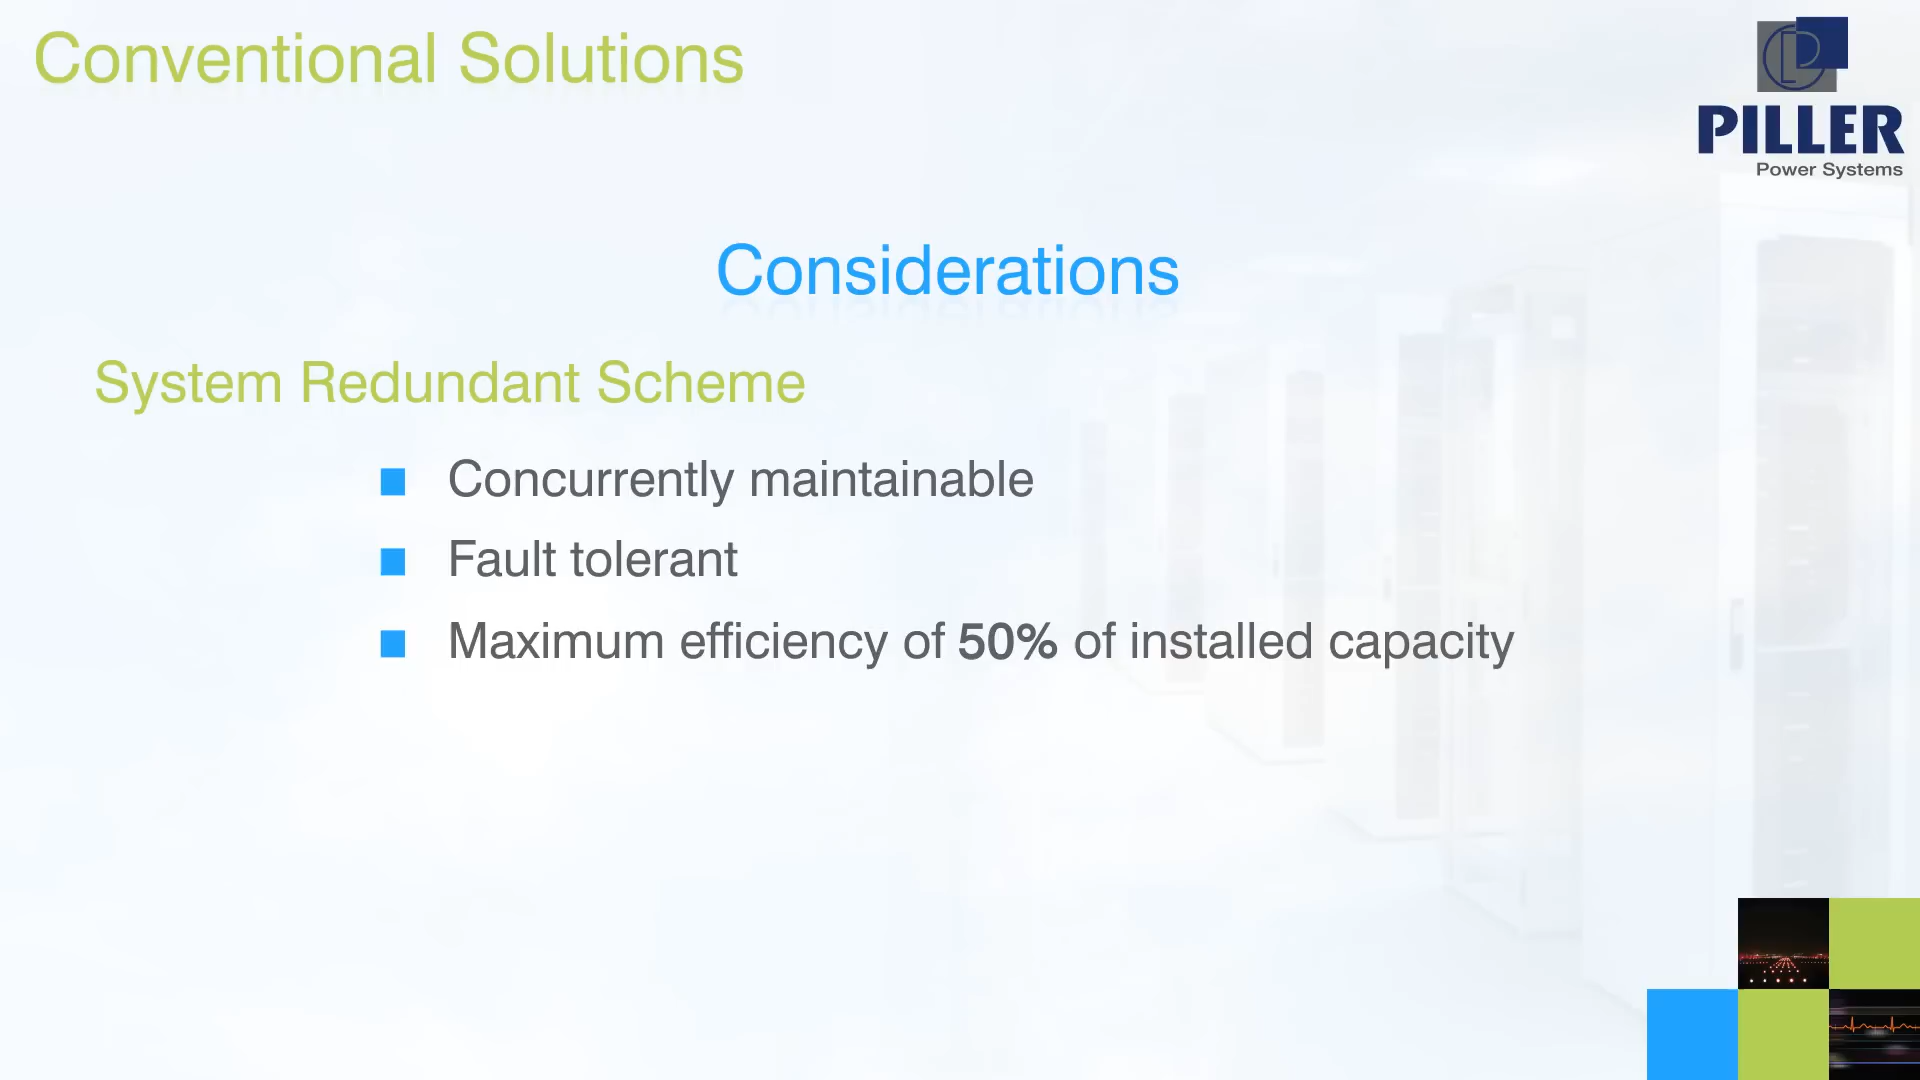 Conventional Solutions
PILLER
Power Systems
Considerations
System Redundant Scheme
Concurrently maintainable
Fault tolerant
Maximum efficiency of 50% of installed capacity